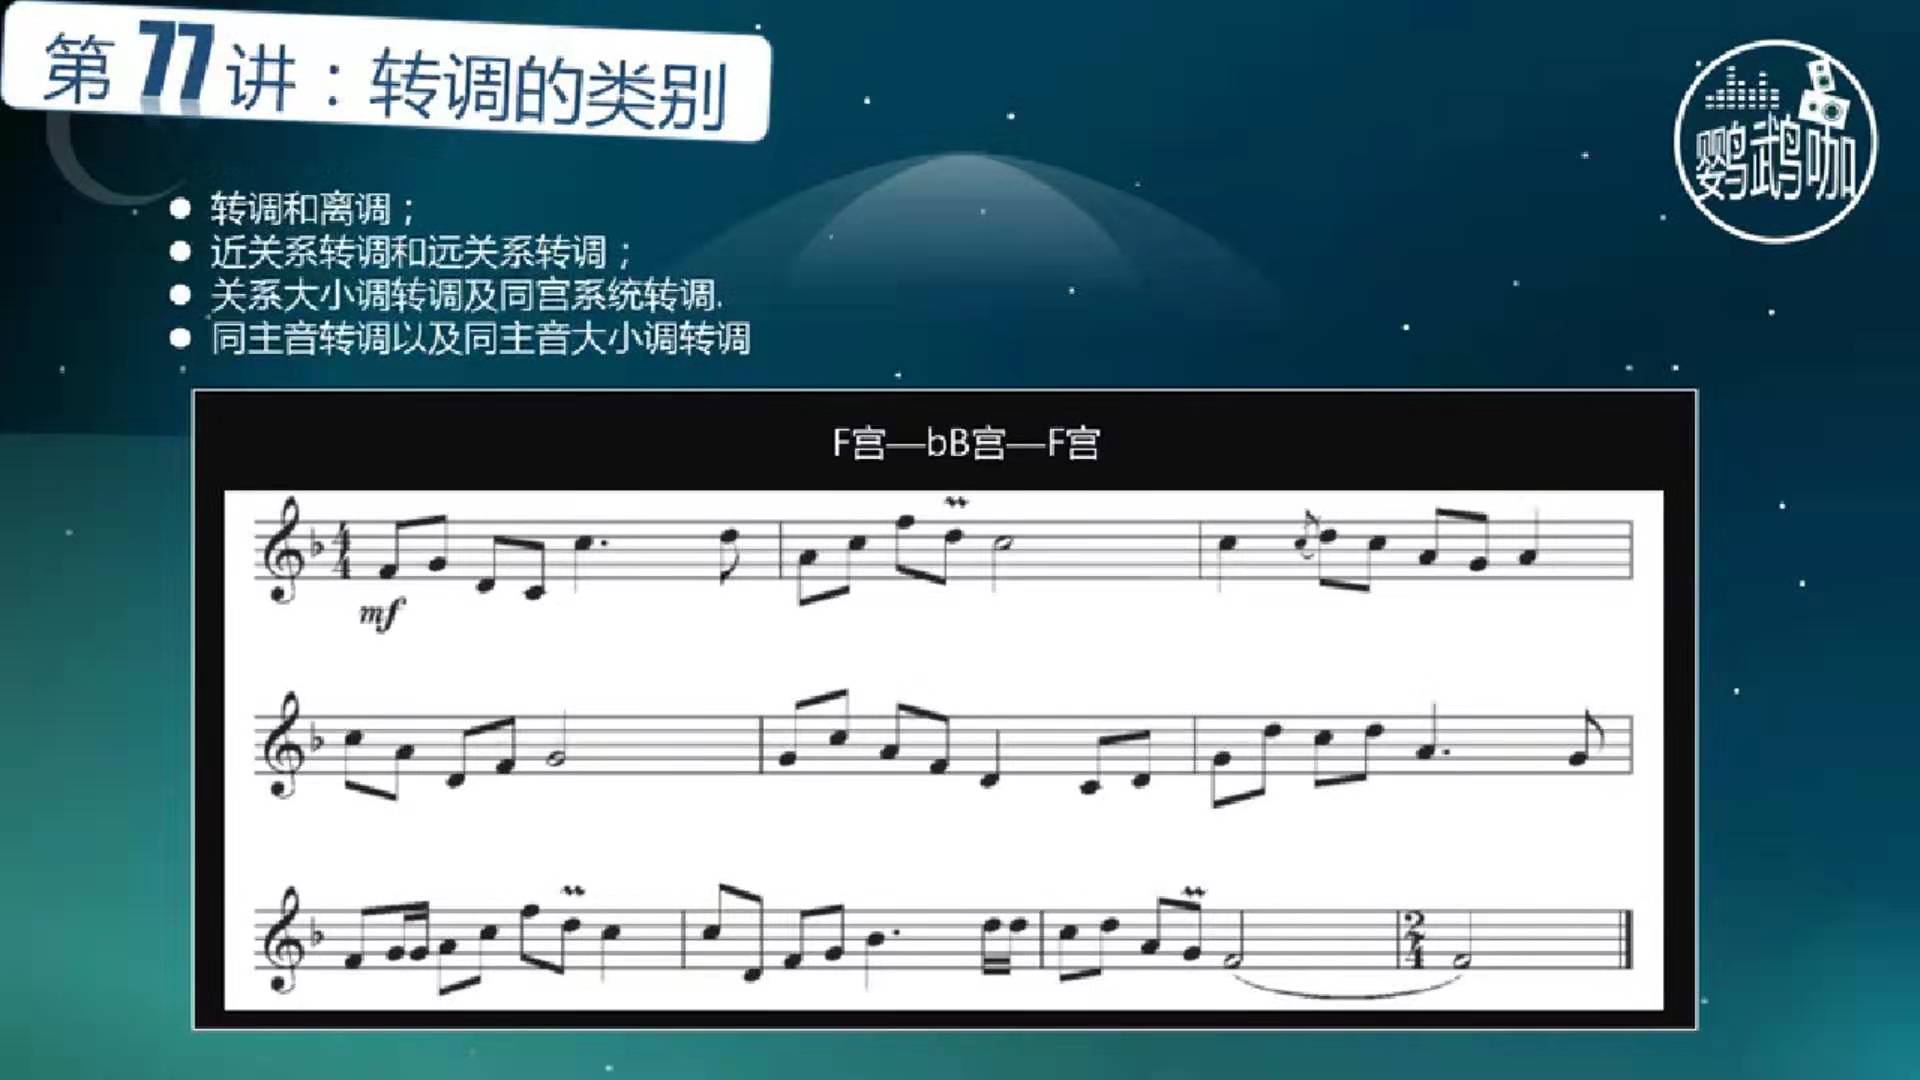 第77讲：转调的类别
鹦鹉咖
转调和离调；
近关系转调和远关系转调；
关系大小调转调及同宫系统转调.
同主音转调以及同主音大小调转调
F宫—bB宫—F宫
4
4
mf
2
4